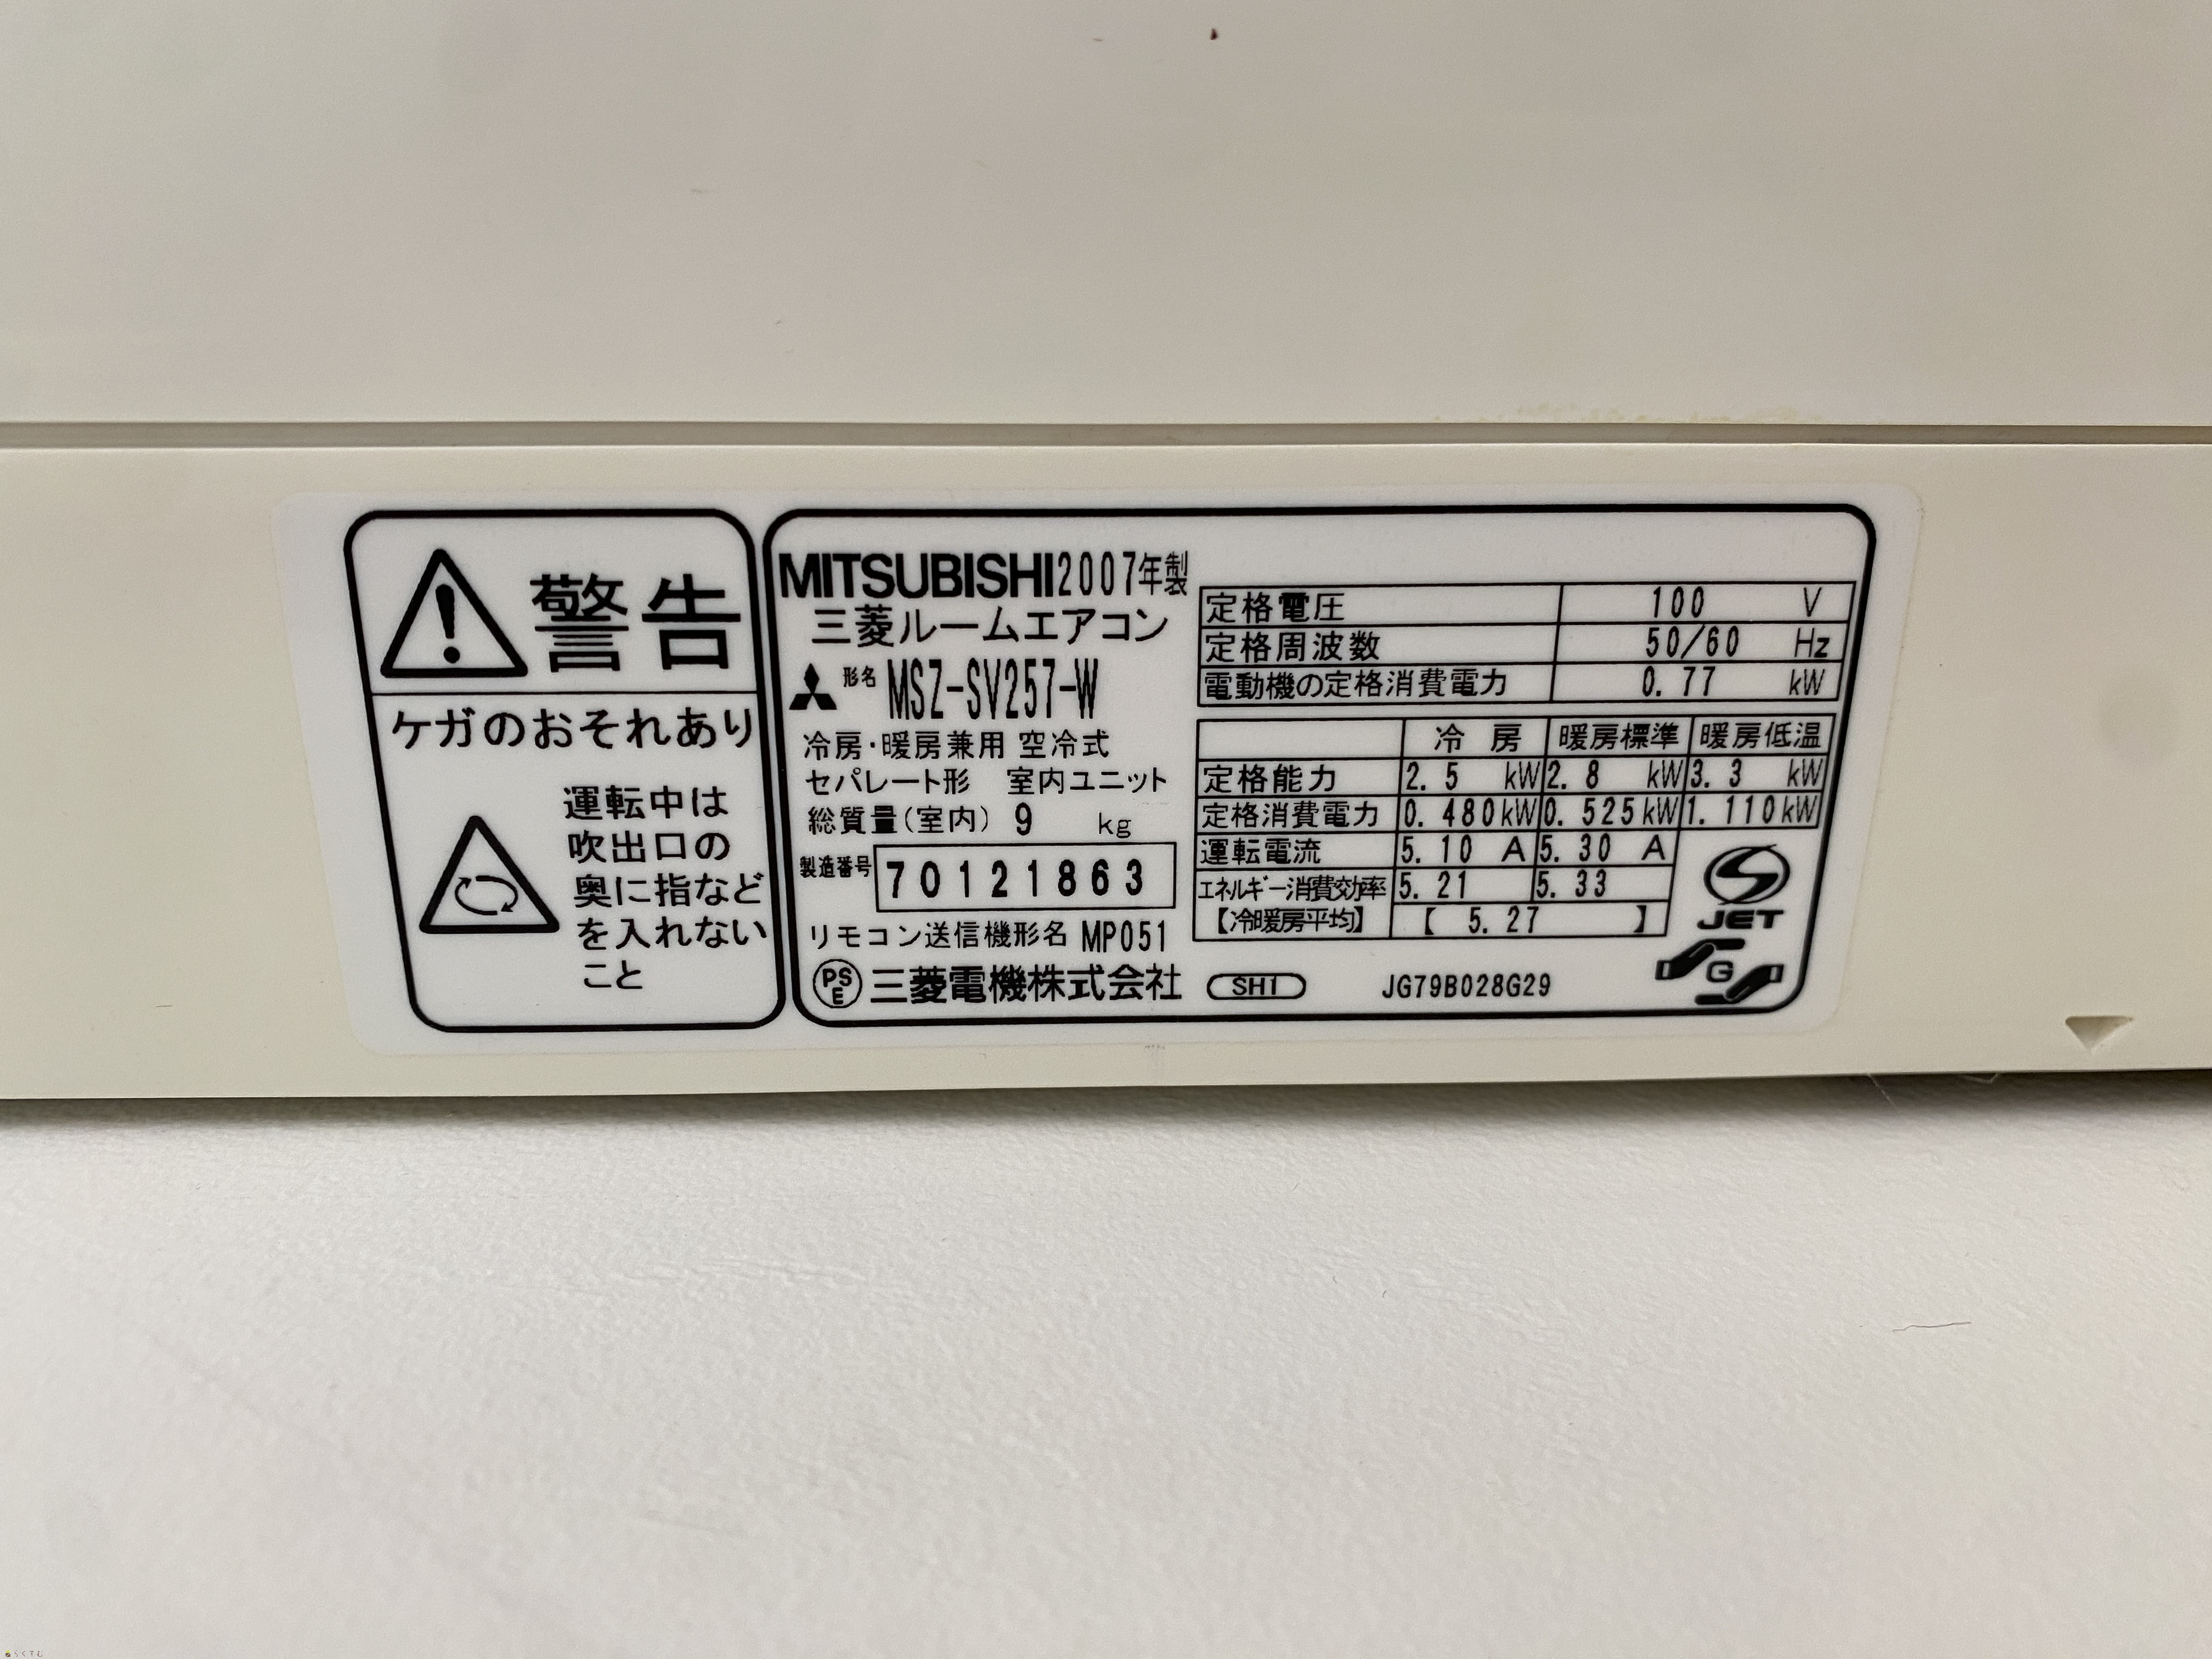 警告
ケガのおそれあり
運転中は
吹出口の
奥に指など
を入れない
こと
MITSUBISHI 2007年製
三菱ルームエアコン
形名 MSZ-SV257-W
冷房・暖房兼用 空冷式
セパレート形 室内ユニット
総質量(室内) 9 kg
製造番号 70121863
リモコン送信機形名 MP051
PSE 三菱電機株式会社
定格電圧 100 V
定格周波数 50/60 Hz
電動機の定格消費電力 0.77 kW
冷房 暖房標準 暖房低温
定格能力 2.5 kW 2.8 kW 3.3 kW
定格消費電力 0.480kW 0.525kW 1.110kW
運転電流 5.10 A 5.30 A
エネルギー消費効率 5.21 5.33
【冷暖房平均】 【 5.27 】
JET
G
SH1 JG79B028G29
らくすむ